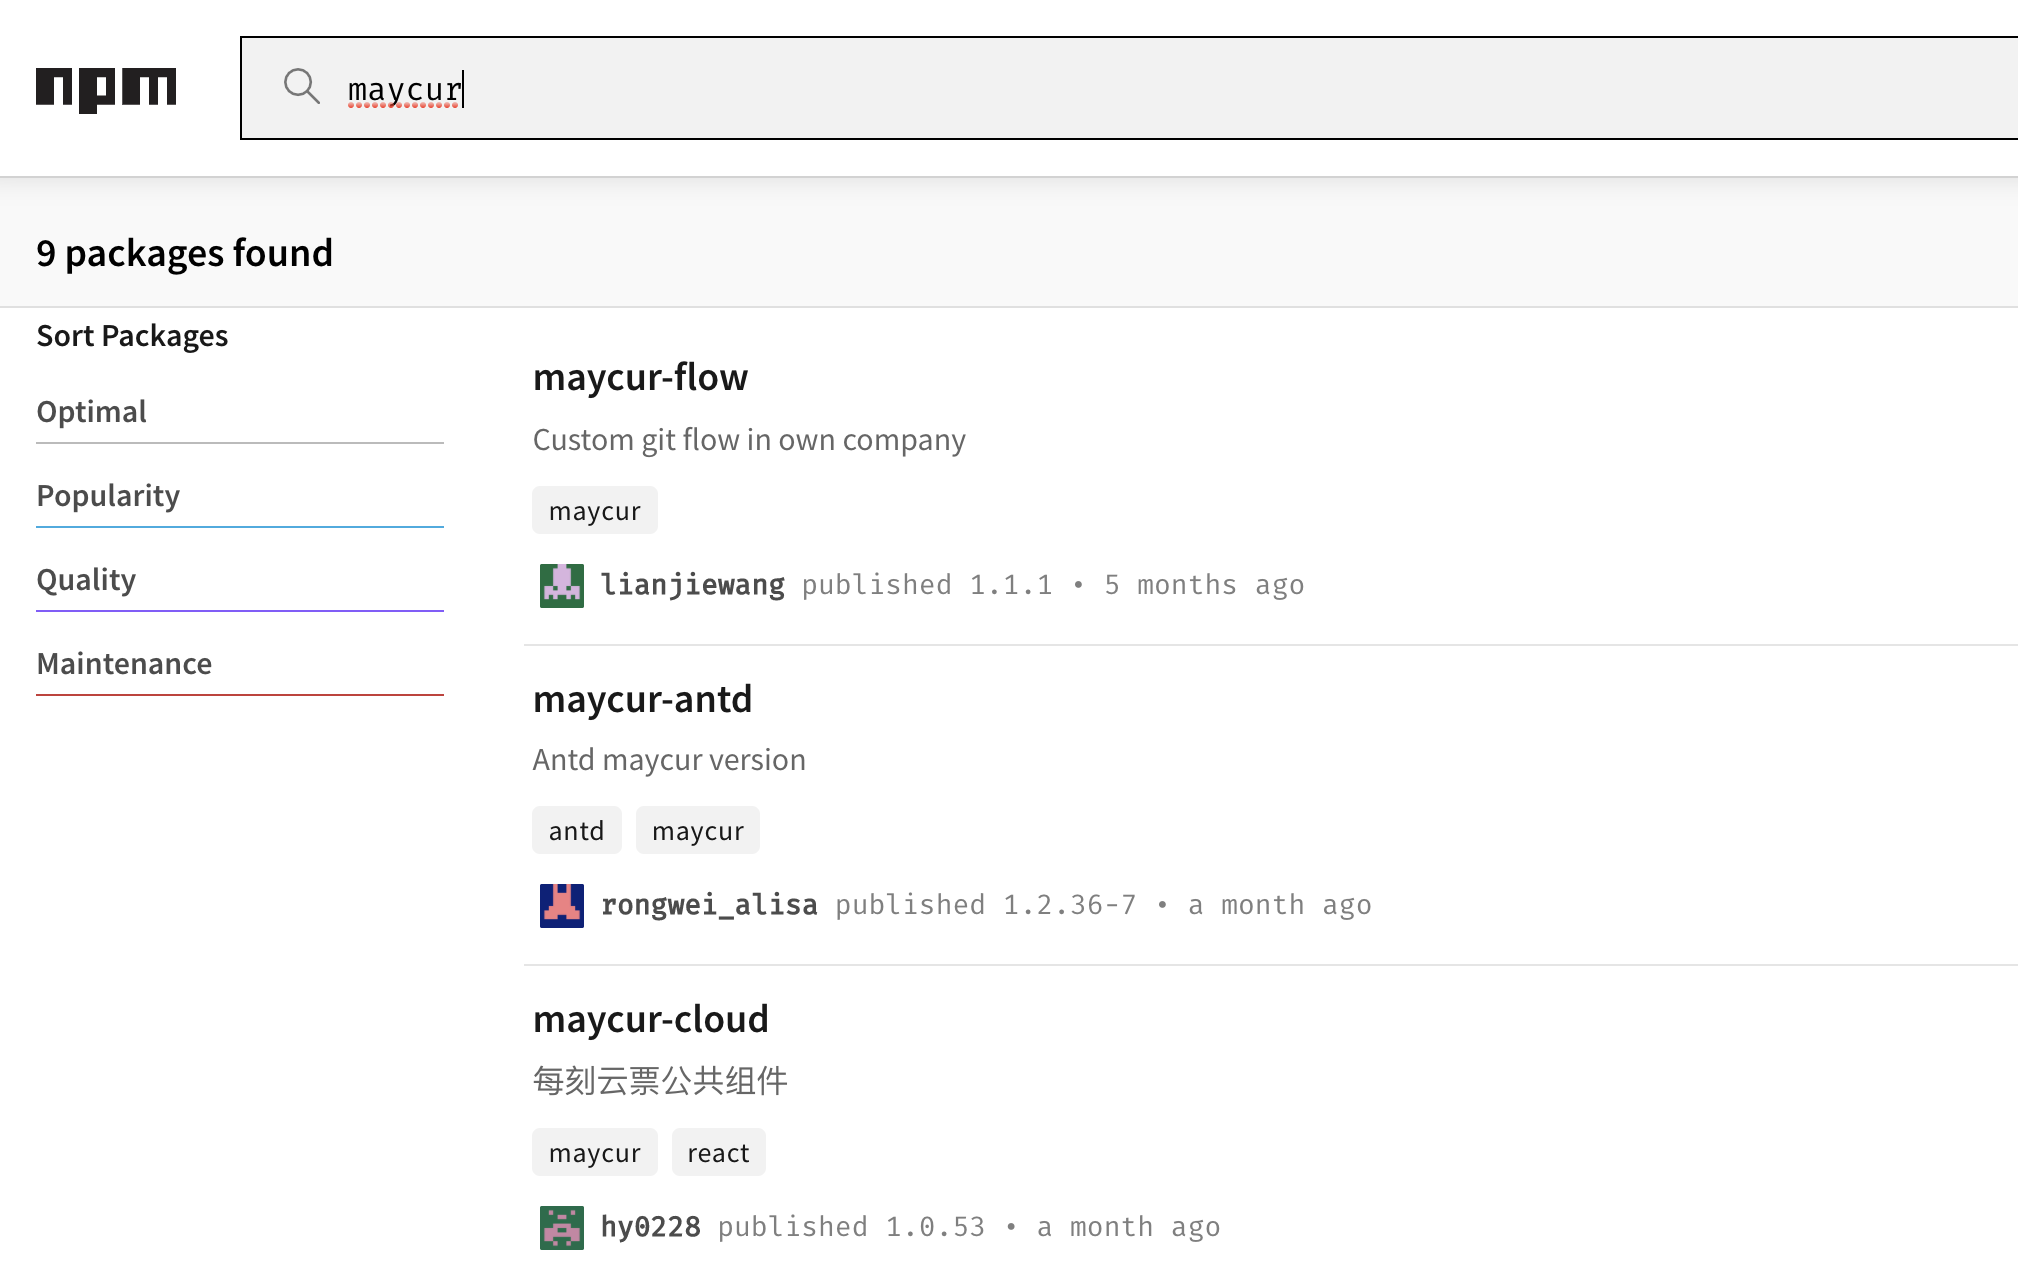 npm
maycur
9 packages found
Sort Packages
Optimal
Popularity
Quality
Maintenance
maycur-flow
Custom git flow in own company
maycur
lianjiewang published 1.1.1 • 5 months ago
maycur-antd
Antd maycur version
antd maycur
rongwei_alisa published 1.2.36-7 • a month ago
maycur-cloud
每刻云票公共组件
maycur react
hy0228 published 1.0.53 • a month ago